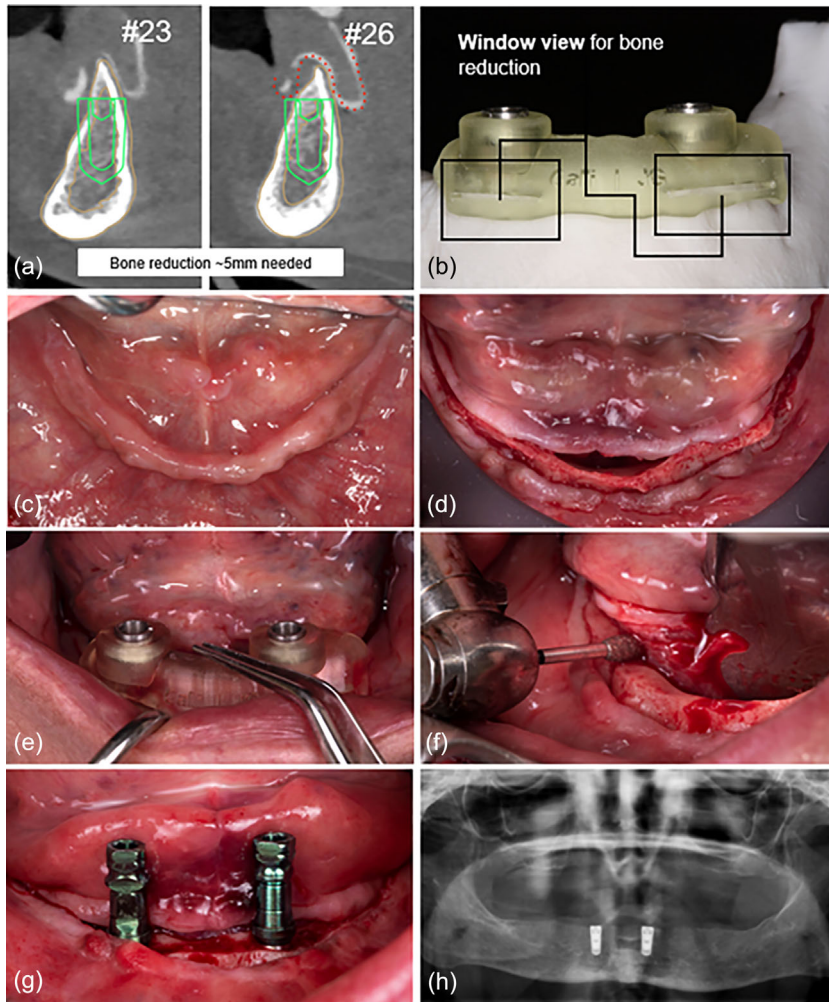 #23
#26
Bone reduction ~5mm needed
(a)
Window view for bone
reduction
(b)
(c)
(d)
(e)
(f)
(g)
(h)